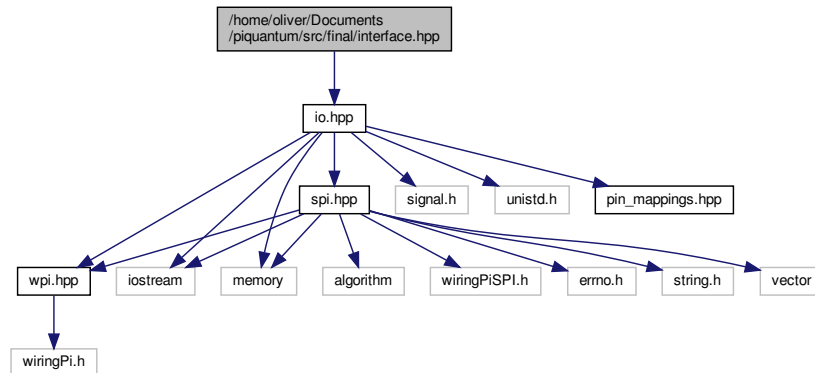 /home/oliver/Documents
/piquantum/src/final/interface.hpp
io.hpp
spi.hpp
signal.h
unistd.h
pin_mappings.hpp
wpi.hpp
iostream
memory
algorithm
wiringPiSPI.h
errno.h
string.h
vector
wiringPi.h